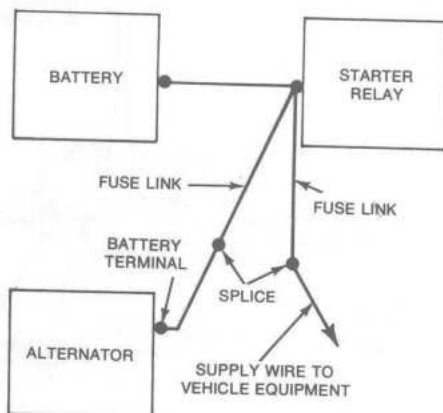 BATTERY
STARTER
RELAY
FUSE LINK
FUSE LINK
BATTERY
TERMINAL
SPLICE
ALTERNATOR
SUPPLY WIRE TO
VEHICLE EQUIPMENT